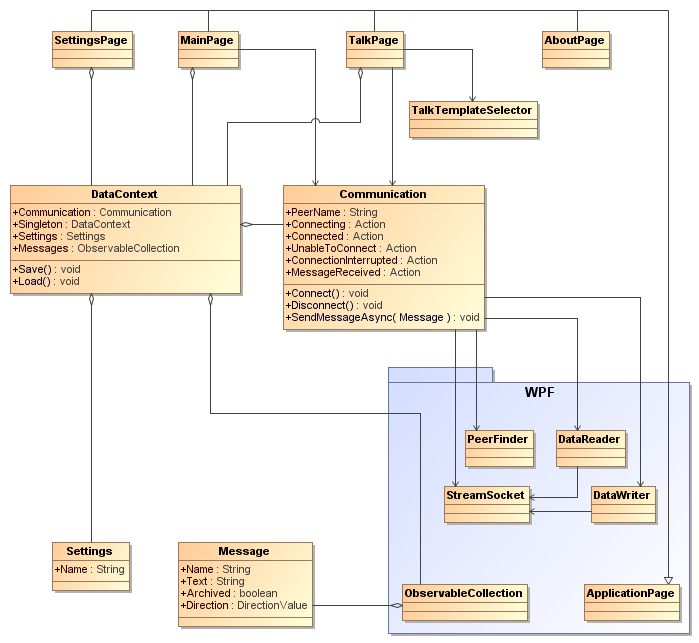 SettingsPage
MainPage
TalkPage
AboutPage
TalkTemplateSelector
DataContext
+Communication : Communication
+Singleton : DataContext
+Settings : Settings
+Messages : ObservableCollection
+Save() : void
+Load() : void
Communication
+PeerName : String
+Connecting : Action
+Connected : Action
+UnableToConnect : Action
+ConnectionInterrupted : Action
+MessageReceived : Action
+Connect() : void
+Disconnect() : void
+SendMessageAsync( Message ) : void
WPF
PeerFinder
DataReader
StreamSocket
DataWriter
Settings
+Name : String
Message
+Name : String
+Text : String
+Archived : boolean
+Direction : DirectionValue
ObservableCollection
ApplicationPage